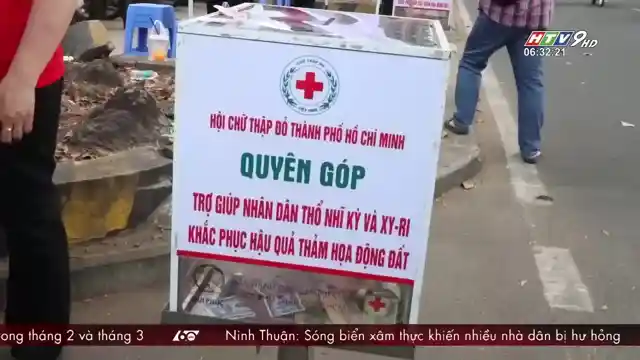 HTV9 HD
06:32:21
HỘI CHỮ THẬP ĐỎ THÀNH PHỐ HỒ CHÍ MINH
QUYÊN GÓP
TRỢ GIÚP NHÂN DÂN THỔ NHĨ KỲ VÀ XY-RI
KHẮC PHỤC HẬU QUẢ THẢM HỌA ĐỘNG ĐẤT
ong tháng 2 và tháng 3
60
Ninh Thuận: Sóng biển xâm thực khiến nhiều nhà dân bị hư hỏng